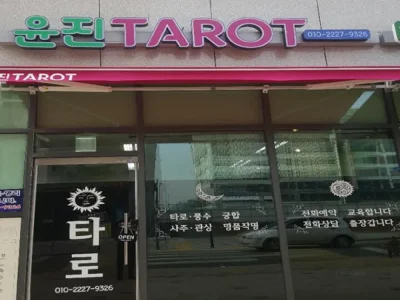 윤진TAROT 010-2227-9326
진TAROT
타로
OPEN
010-2227-9326
타로·풍수 궁합
사주·관상 명품작명
전화예약 교육합니다
전화상담 출장갑니다